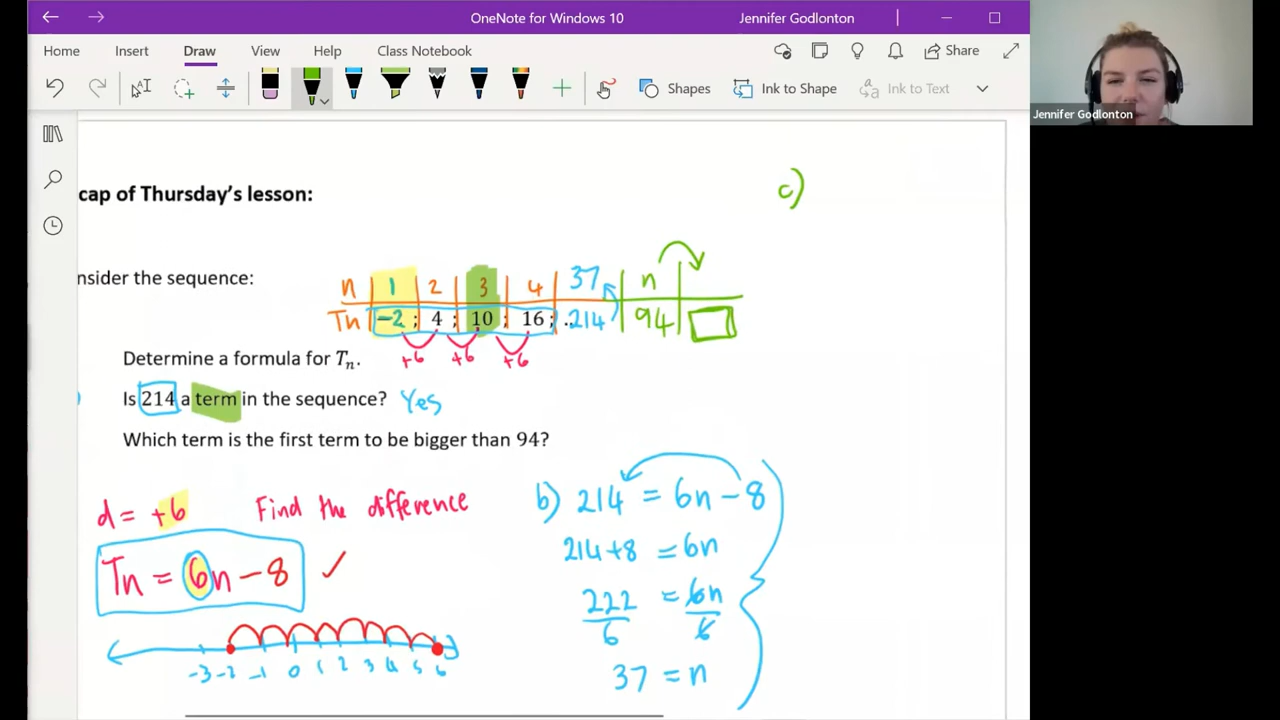 OneNote for Windows 10
Jennifer Godlonton
Home Insert Draw View Help Class Notebook
Share
Shapes
Ink to Shape
Ink to Text
Jennifer Godlonton
cap of Thursday's lesson:
c)
nsider the sequence:
n 1 2 3 4 37 n
Tn -2 ; 4 ; 10 ; 16 ; .. 214 94
+6 +6 +6
Determine a formula for Tn.
Is 214 a term in the sequence? Yes
Which term is the first term to be bigger than 94?
d = +6 Find the difference
Tn = 6n - 8 ✓
-3 -2 -1 0 1 2 3 4 5 6
b) 214 = 6n - 8
214 + 8 = 6n
222/6 = 6n/6
37 = n